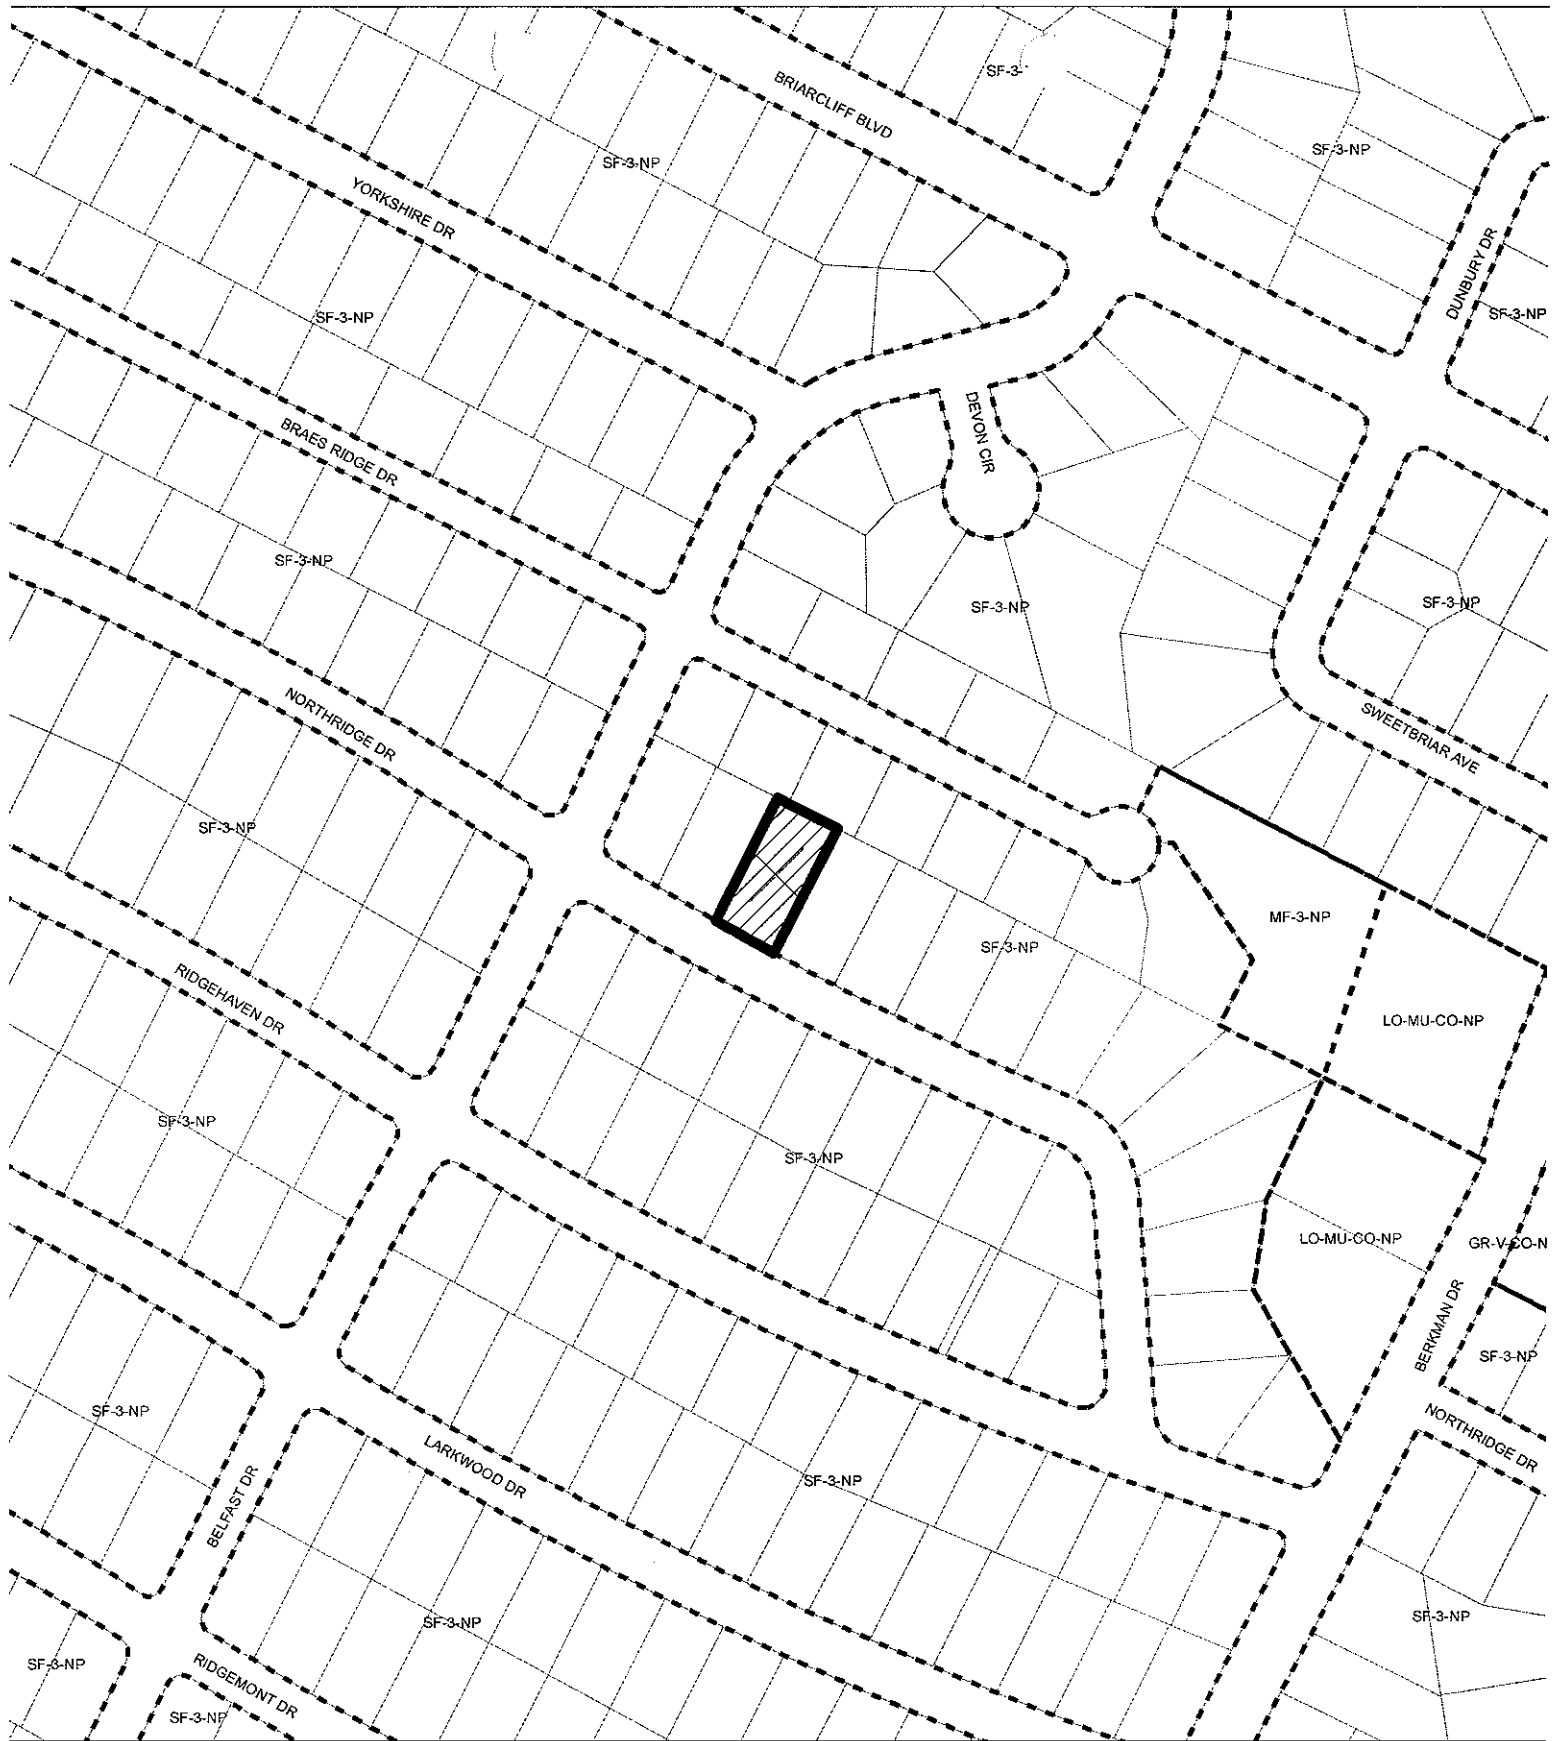 SF-3-
BRIARCLIFF BLVD
SF-3-NP
SF-3-NP
YORKSHIRE DR
DUNBURY DR
SF-3-NP
SF-3-NP
DEVON CIR
BRAES RIDGE DR
SF-3-NP
SF-3-NP
SF-3-NP
NORTHRIDGE DR
SWEETBRIAR AVE
SF-3-NP
MF-3-NP
SF-3-NP
RIDGEHAVEN DR
LO-MU-CO-NP
SF-3-NP
SF-3-NP
LO-MU-CO-NP
GR-V-CO-N
BERKMAN DR
SF-3-NP
SF-3-NP
NORTHRIDGE DR
LARKWOOD DR
SF-3-NP
BELFAST DR
SF-3-NP
SF-3-NP
SF-3-NP
RIDGEMONT DR
SF-3-NP